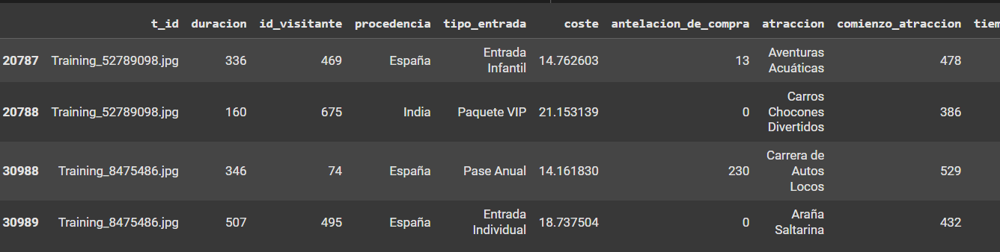 t_id duracion id_visitante procedencia tipo_entrada coste antelacion_de_compra atraccion comienzo_atraccion tiem
20787 Training_52789098.jpg 336 469 España Entrada Infantil 14.762603 13 Aventuras Acuáticas 478
20788 Training_52789098.jpg 160 675 India Paquete VIP 21.153139 0 Carros Chocones Divertidos 386
30988 Training_8475486.jpg 346 74 España Pase Anual 14.161830 230 Carrera de Autos Locos 529
30989 Training_8475486.jpg 507 495 España Entrada Individual 18.737504 0 Araña Saltarina 432